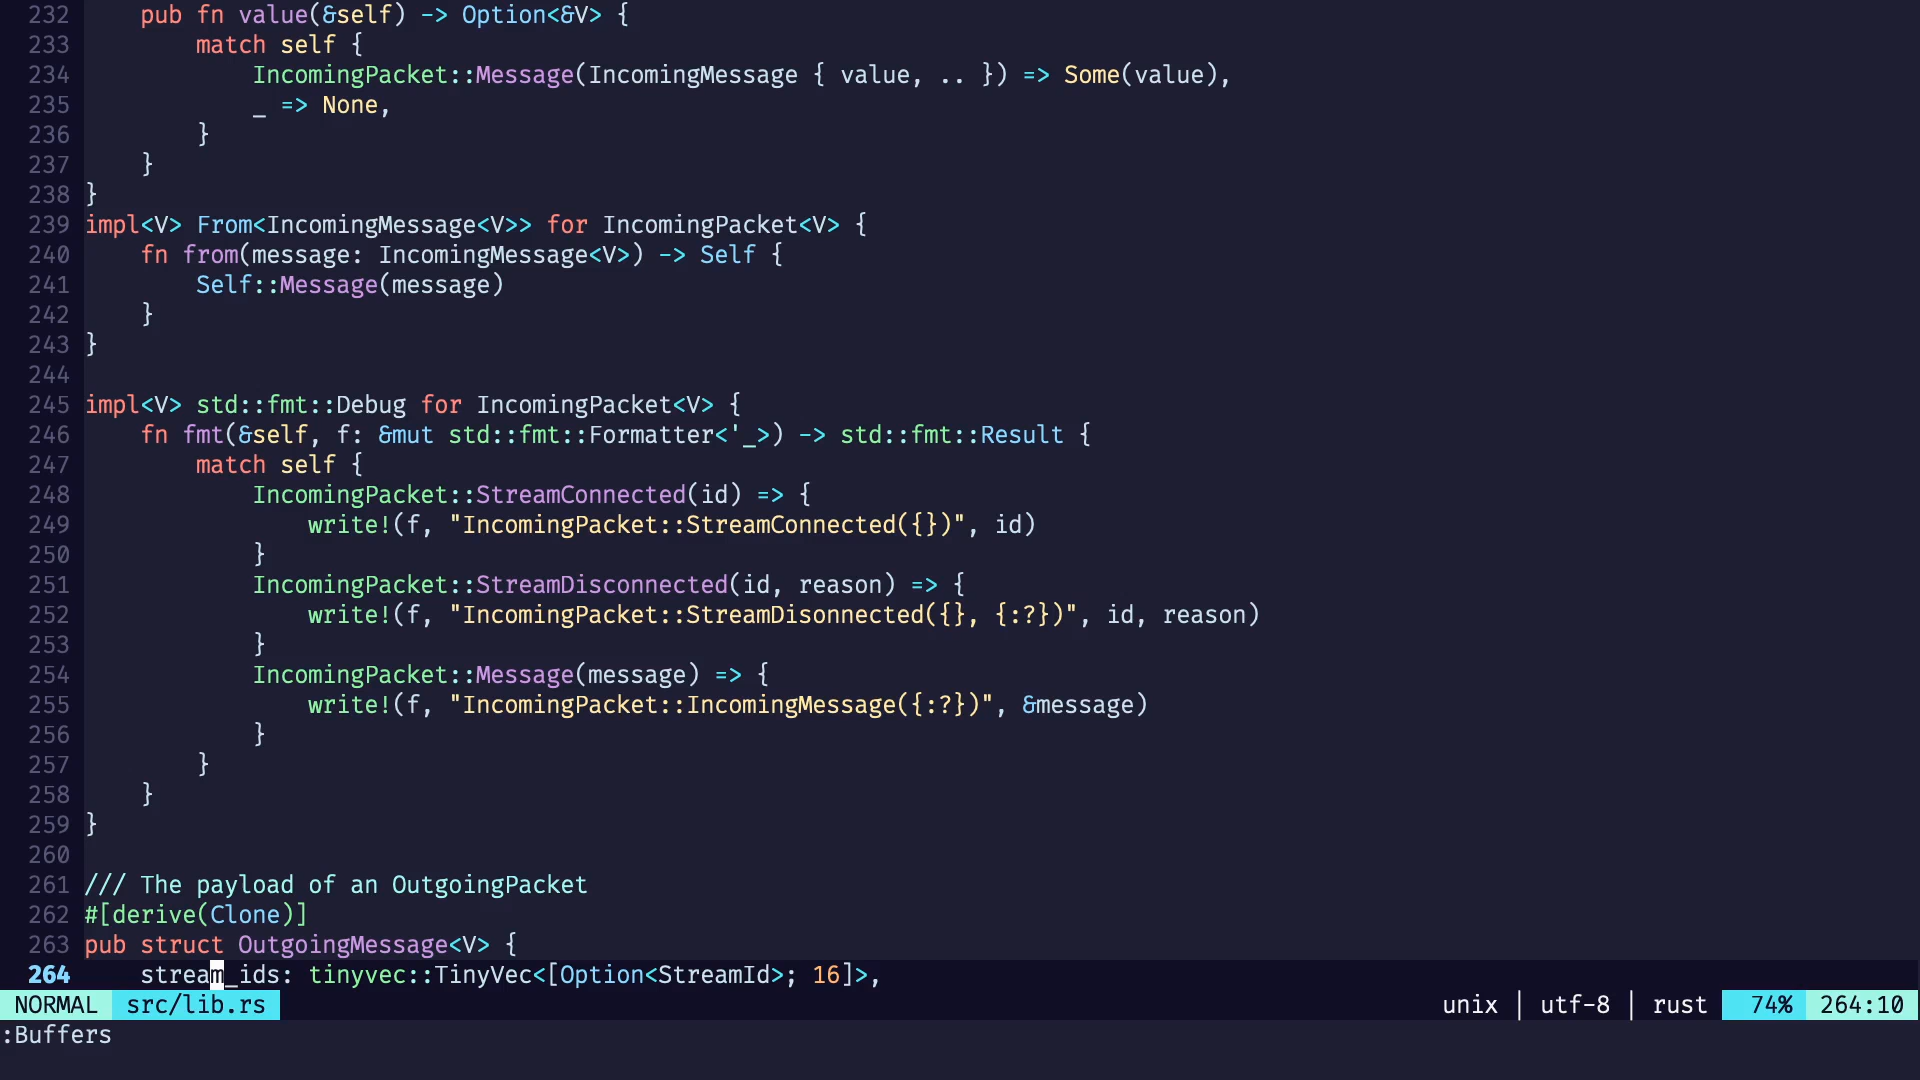 232     pub fn value(&self) -> Option<&V> {
233         match self {
234             IncomingPacket::Message(IncomingMessage { value, .. }) => Some(value),
235             _ => None,
236         }
237     }
238 }
239 impl<V> From<IncomingMessage<V>> for IncomingPacket<V> {
240     fn from(message: IncomingMessage<V>) -> Self {
241         Self::Message(message)
242     }
243 }
244
245 impl<V> std::fmt::Debug for IncomingPacket<V> {
246     fn fmt(&self, f: &mut std::fmt::Formatter<'_>) -> std::fmt::Result {
247         match self {
248             IncomingPacket::StreamConnected(id) => {
249                 write!(f, "IncomingPacket::StreamConnected({})", id)
250             }
251             IncomingPacket::StreamDisconnected(id, reason) => {
252                 write!(f, "IncomingPacket::StreamDisonnected({}, {:?})", id, reason)
253             }
254             IncomingPacket::Message(message) => {
255                 write!(f, "IncomingPacket::IncomingMessage({:?})", &message)
256             }
257         }
258     }
259 }
260
261 /// The payload of an OutgoingPacket
262 #[derive(Clone)]
263 pub struct OutgoingMessage<V> {
264     stream_ids: tinyvec::TinyVec<[Option<StreamId>; 16]>,
NORMAL src/lib.rs unix | utf-8 | rust 74% 264:10
:Buffers